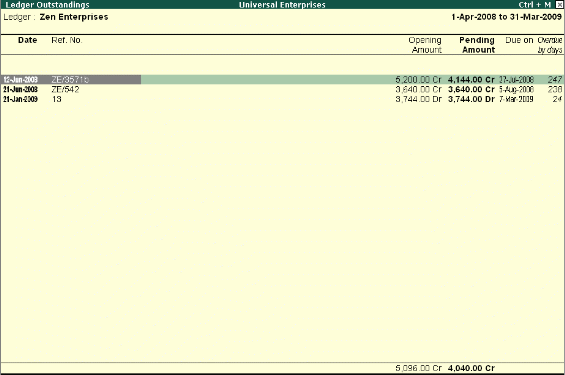 Ledger Outstandings Universal Enterprises Ctrl + M
Ledger : Zen Enterprises 1-Apr-2008 to 31-Mar-2009
Date Ref. No. Opening Pending Due on Overdue
Amount Amount by days
12-Jun-2008 5,200.00 Cr 4,144.00 Cr 27-Jul-2008 247
21-Jun-2008 ZE/542 3,640.00 Cr 3,640.00 Cr 5-Aug-2008 238
21-Jan-2009 13 3,744.00 Dr 3,744.00 Dr 7-Mar-2009 24
5,096.00 Cr 4,040.00 Cr